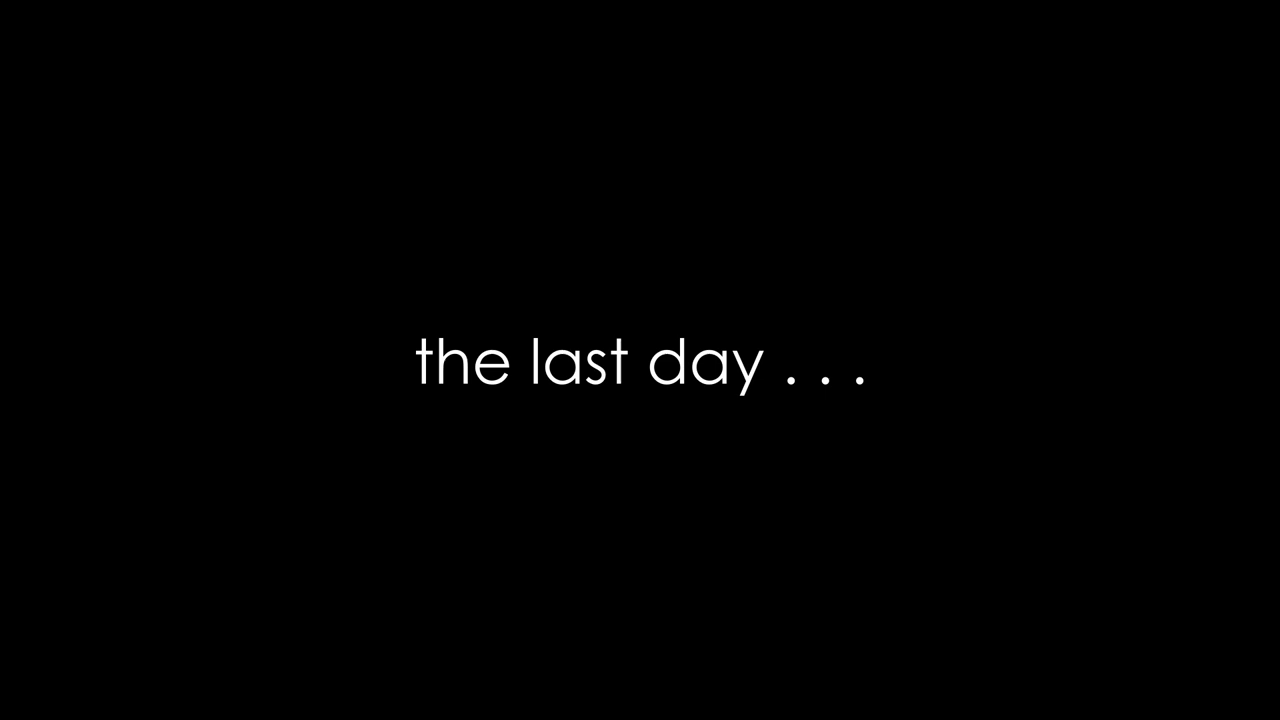 the last day . . .